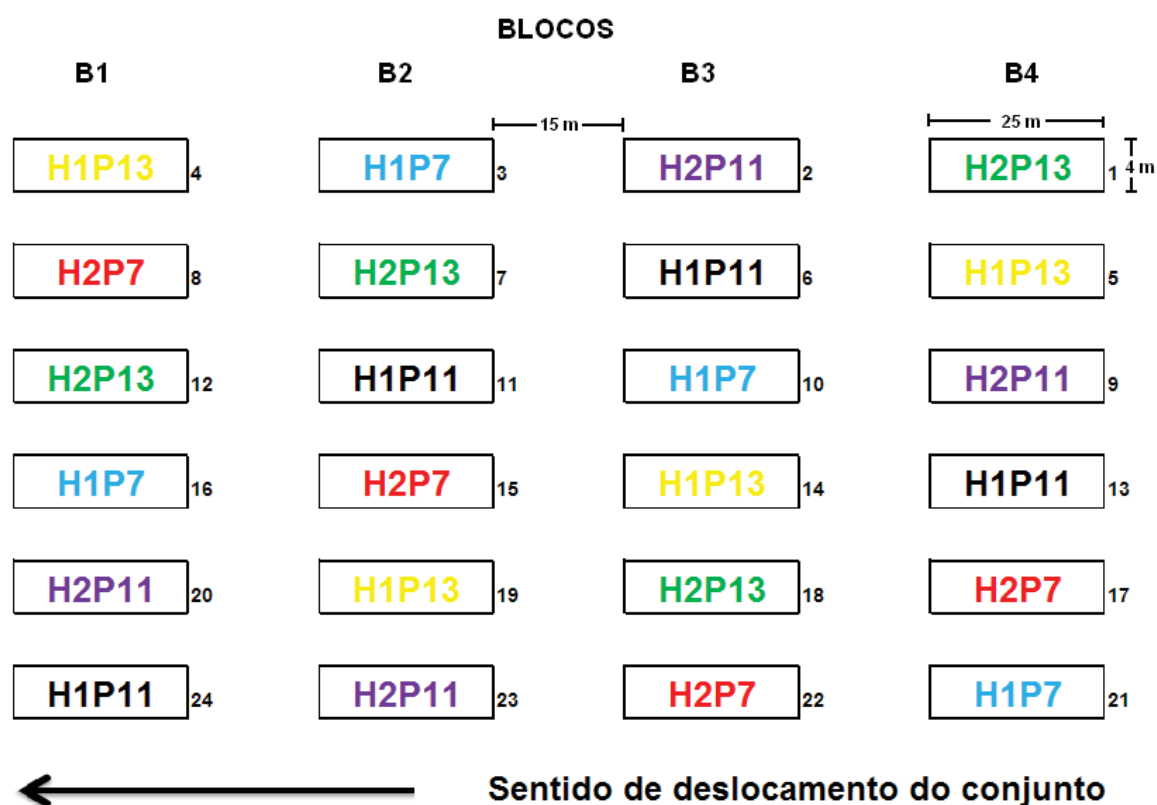 BLOCOS
B1 B2 B3 B4
15 m 25 m
H1P13 4 H1P7 3 H2P11 2 H2P13 1 4 m
H2P7 8 H2P13 7 H1P11 6 H1P13 5
H2P13 12 H1P11 11 H1P7 10 H2P11 9
H1P7 16 H2P7 15 H1P13 14 H1P11 13
H2P11 20 H1P13 19 H2P13 18 H2P7 17
H1P11 24 H2P11 23 H2P7 22 H1P7 21
Sentido de deslocamento do conjunto